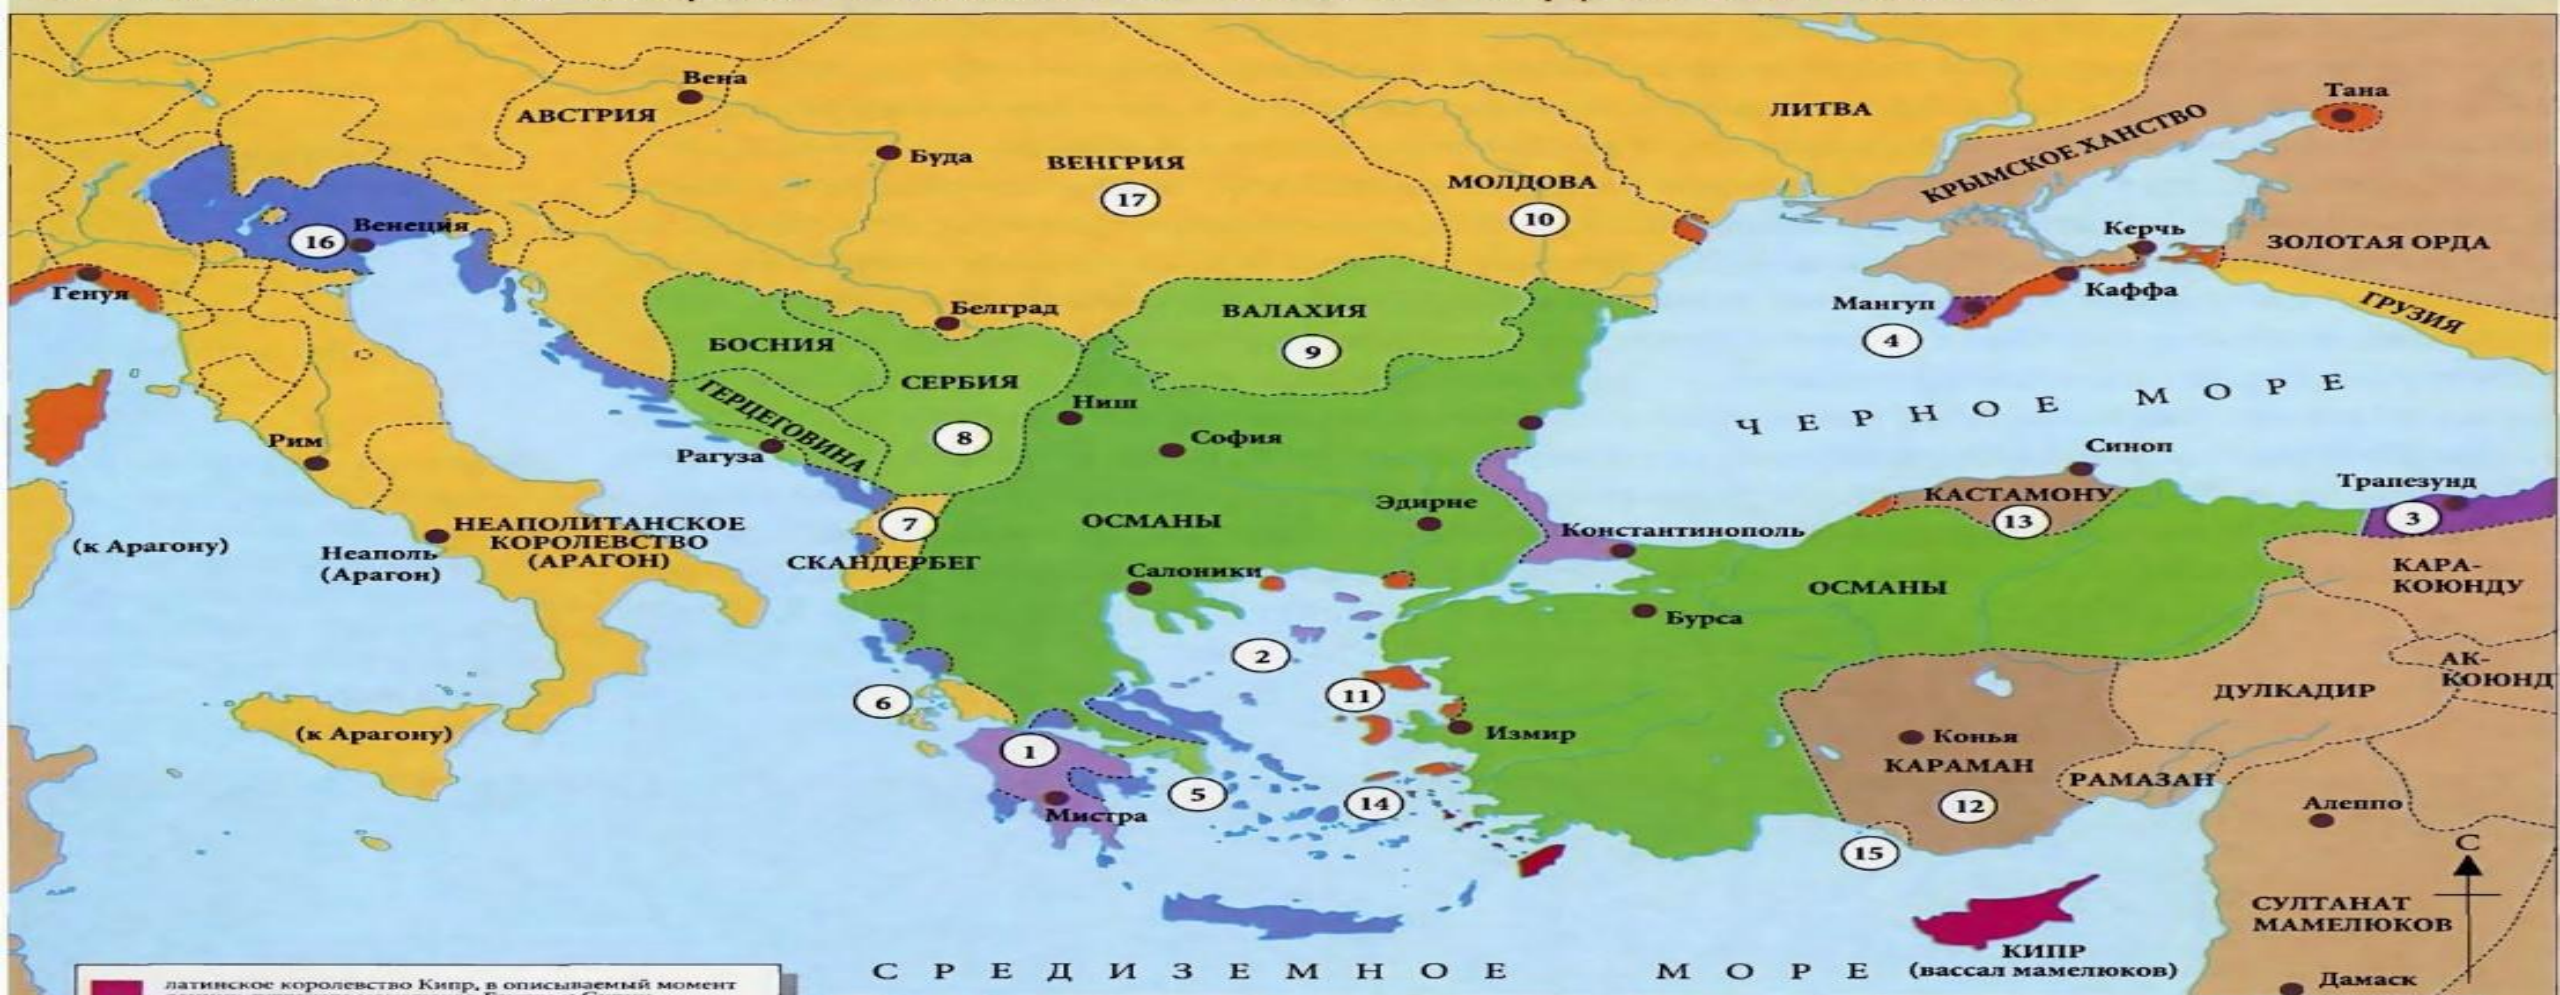 Вена
АВСТРИЯ
Буда
ВЕНГРИЯ
17
МОЛДОВА
10
ЛИТВА
Тана
КРЫМСКОЕ ХАНСТВО
Керчь
ЗОЛОТАЯ ОРДА
16
Венеция
Генуя
Белград
ВАЛАХИЯ
9
Мангуп
4
Каффа
ГРУЗИЯ
БОСНИЯ
СЕРБИЯ
8
ГЕРЦЕГОВИНА
Ниш
София
ЧЕРНОЕ МОРЕ
Рим
Рагуза
Синоп
КАСТАМОНУ
13
Трапезунд
3
Эдирне
ОСМАНЫ
Константинополь
7
СКАНДЕРБЕГ
(к Арагону)
Неаполь
(Арагон)
НЕАПОЛИТАНСКОЕ
КОРОЛЕВСТВО
(АРАГОН)
Салоники
ОСМАНЫ
Бурса
КАРА-
КОЮНДУ
АК-
КОЮНД
2
6
11
Измир
ДУЛКАДИР
(к Арагону)
1
Конья
КАРАМАН
12
РАМАЗАН
5
14
Мистра
Алеппо
15
С
СУЛТАНАТ
МАМЕЛЮКОВ
КИПР
(вассал мамелюков)
СРЕДИЗЕМНОЕ МОРЕ
Дамаск
латинское королевство Кипр, в описываемый момент